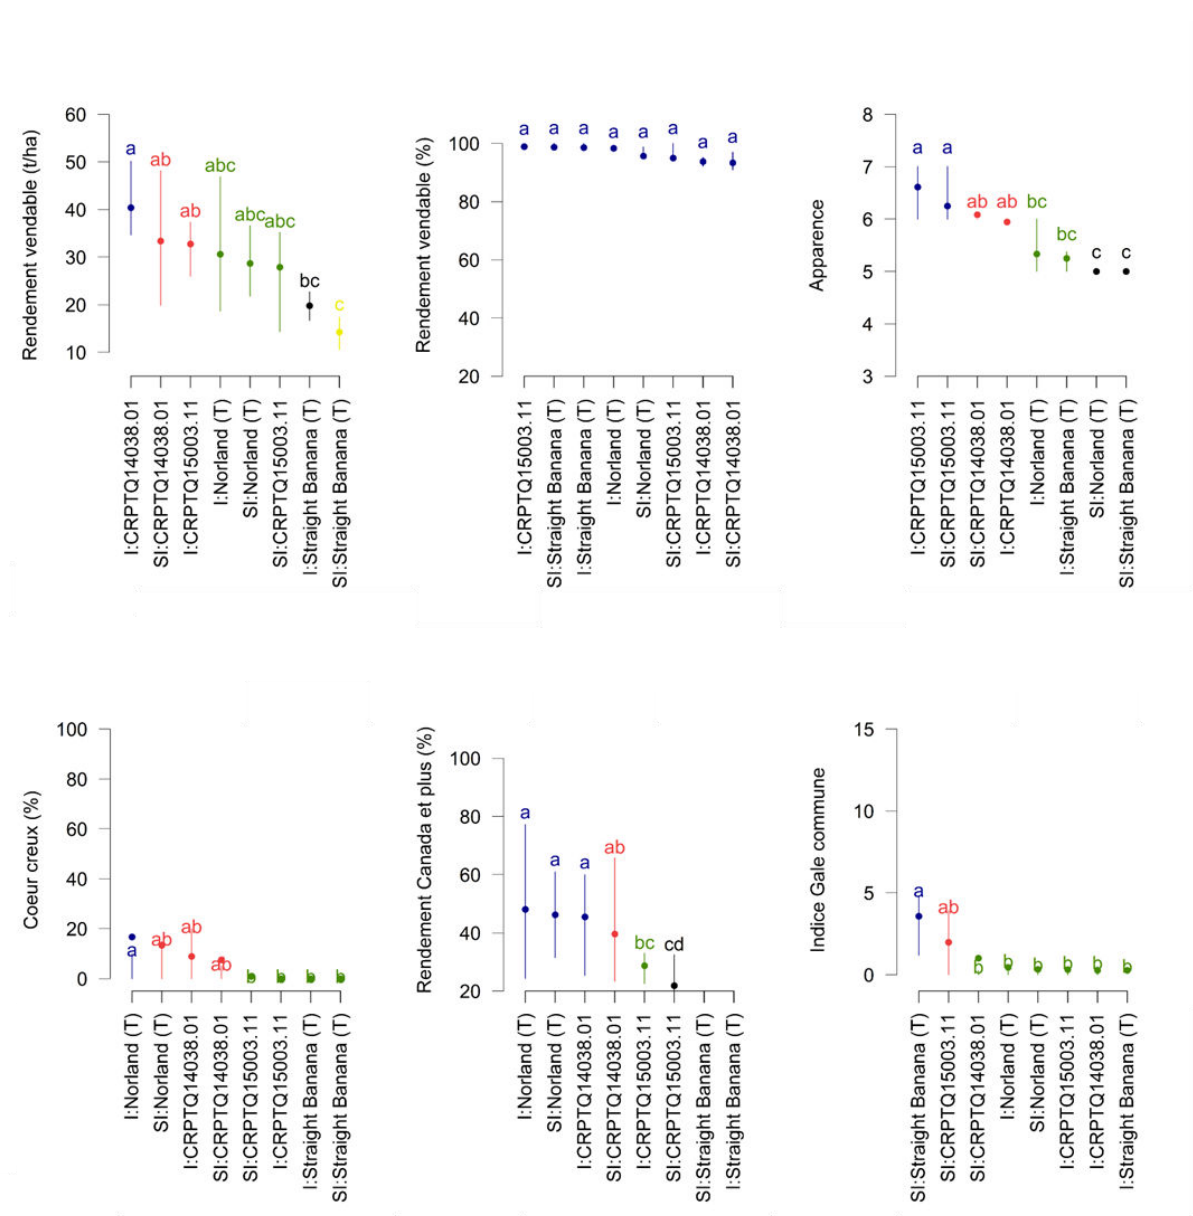 Rendement vendable (t/ha)
60
50
40
30
20
10
a
ab
ab
abc
abc
abc
bc
c
I:CRPTQ14038.01
SI:CRPTQ14038.01
I:CRPTQ15003.11
I:Norland (T)
SI:Norland (T)
SI:CRPTQ15003.11
I:Straight Banana (T)
SI:Straight Banana (T)
Rendement vendable (%)
100
80
60
40
20
a
a
a
a
a
a
a
a
I:CRPTQ15003.11
SI:Straight Banana (T)
I:Straight Banana (T)
I:Norland (T)
SI:Norland (T)
SI:CRPTQ15003.11
I:CRPTQ14038.01
SI:CRPTQ14038.01
Apparence
8
7
6
5
4
3
a
a
ab
ab
bc
bc
c
c
I:CRPTQ15003.11
SI:CRPTQ15003.11
SI:CRPTQ14038.01
I:CRPTQ14038.01
I:Norland (T)
I:Straight Banana (T)
SI:Norland (T)
SI:Straight Banana (T)
Coeur creux (%)
100
80
60
40
20
0
a
ab
ab
ab
b
b
b
b
I:Norland (T)
SI:Norland (T)
I:CRPTQ14038.01
SI:CRPTQ14038.01
SI:CRPTQ15003.11
I:CRPTQ15003.11
I:Straight Banana (T)
SI:Straight Banana (T)
Rendement Canada et plus (%)
100
80
60
40
20
a
a
a
ab
bc
cd
I:Norland (T)
SI:Norland (T)
I:CRPTQ14038.01
SI:CRPTQ14038.01
I:CRPTQ15003.11
SI:CRPTQ15003.11
SI:Straight Banana (T)
I:Straight Banana (T)
Indice Gale commune
15
10
5
0
a
ab
b
b
b
b
b
b
SI:Straight Banana (T)
SI:CRPTQ15003.11
SI:CRPTQ14038.01
I:Norland (T)
SI:Norland (T)
I:CRPTQ15003.11
I:CRPTQ14038.01
I:Straight Banana (T)